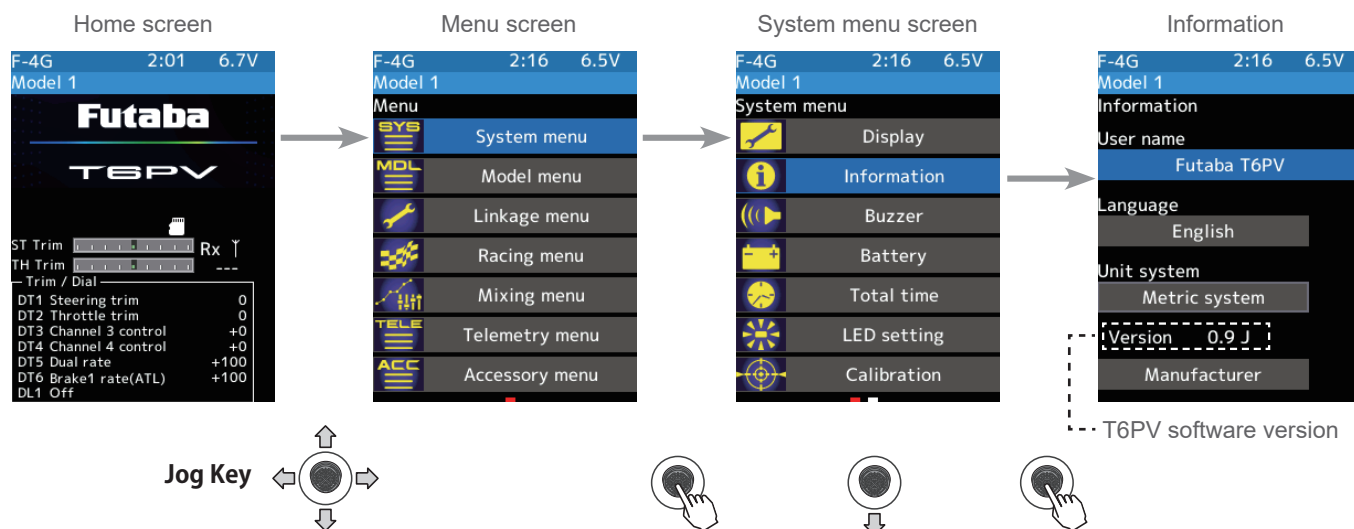 Home screen
Menu screen
System menu screen
Information
F-4G 2:01 6.7V
Model 1
Futaba
T6PV
ST Trim
Rx
TH Trim
---
Trim / Dial
DT1 Steering trim 0
DT2 Throttle trim 0
DT3 Channel 3 control +0
DT4 Channel 4 control +0
DT5 Dual rate +100
DT6 Brake1 rate(ATL) +100
DL1 Off
F-4G 2:16 6.5V
Model 1
Menu
SYS System menu
MDL Model menu
Linkage menu
Racing menu
Mixing menu
TELE Telemetry menu
ACC Accessory menu
F-4G 2:16 6.5V
Model 1
System menu
Display
i Information
Buzzer
Battery
Total time
LED setting
Calibration
F-4G 2:16 6.5V
Model 1
Information
User name
Futaba T6PV
Language
English
Unit system
Metric system
Version 0.9 J
Manufacturer
T6PV software version
Jog Key